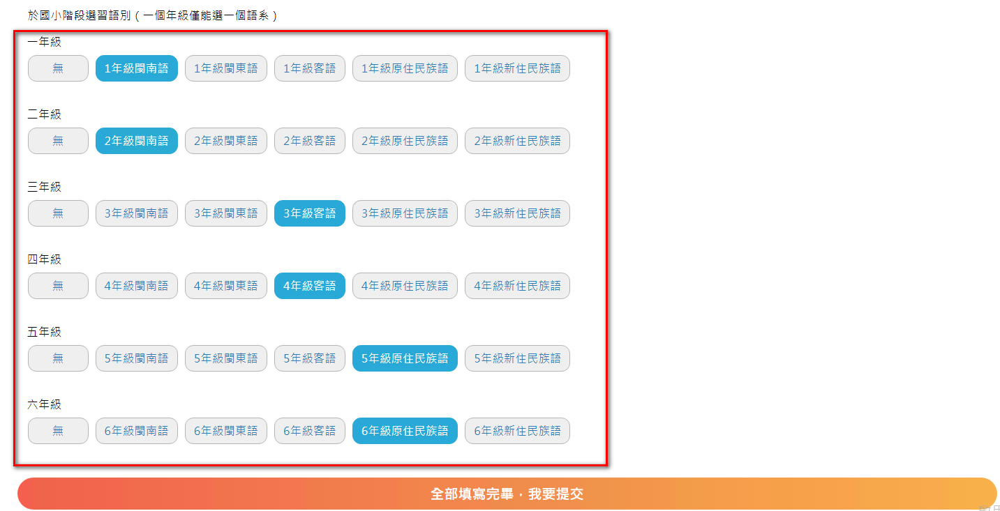 於國小階段選習語別 ( 一個年級僅能選一個語系 )
一年級
無 1年級閩南語 1年級閩東語 1年級客語 1年級原住民族語 1年級新住民族語
二年級
無 2年級閩南語 2年級閩東語 2年級客語 2年級原住民族語 2年級新住民族語
三年級
無 3年級閩南語 3年級閩東語 3年級客語 3年級原住民族語 3年級新住民族語
四年級
無 4年級閩南語 4年級閩東語 4年級客語 4年級原住民族語 4年級新住民族語
五年級
無 5年級閩南語 5年級閩東語 5年級客語 5年級原住民族語 5年級新住民族語
六年級
無 6年級閩南語 6年級閩東語 6年級客語 6年級原住民族語 6年級新住民族語
全部填寫完畢，我要提交